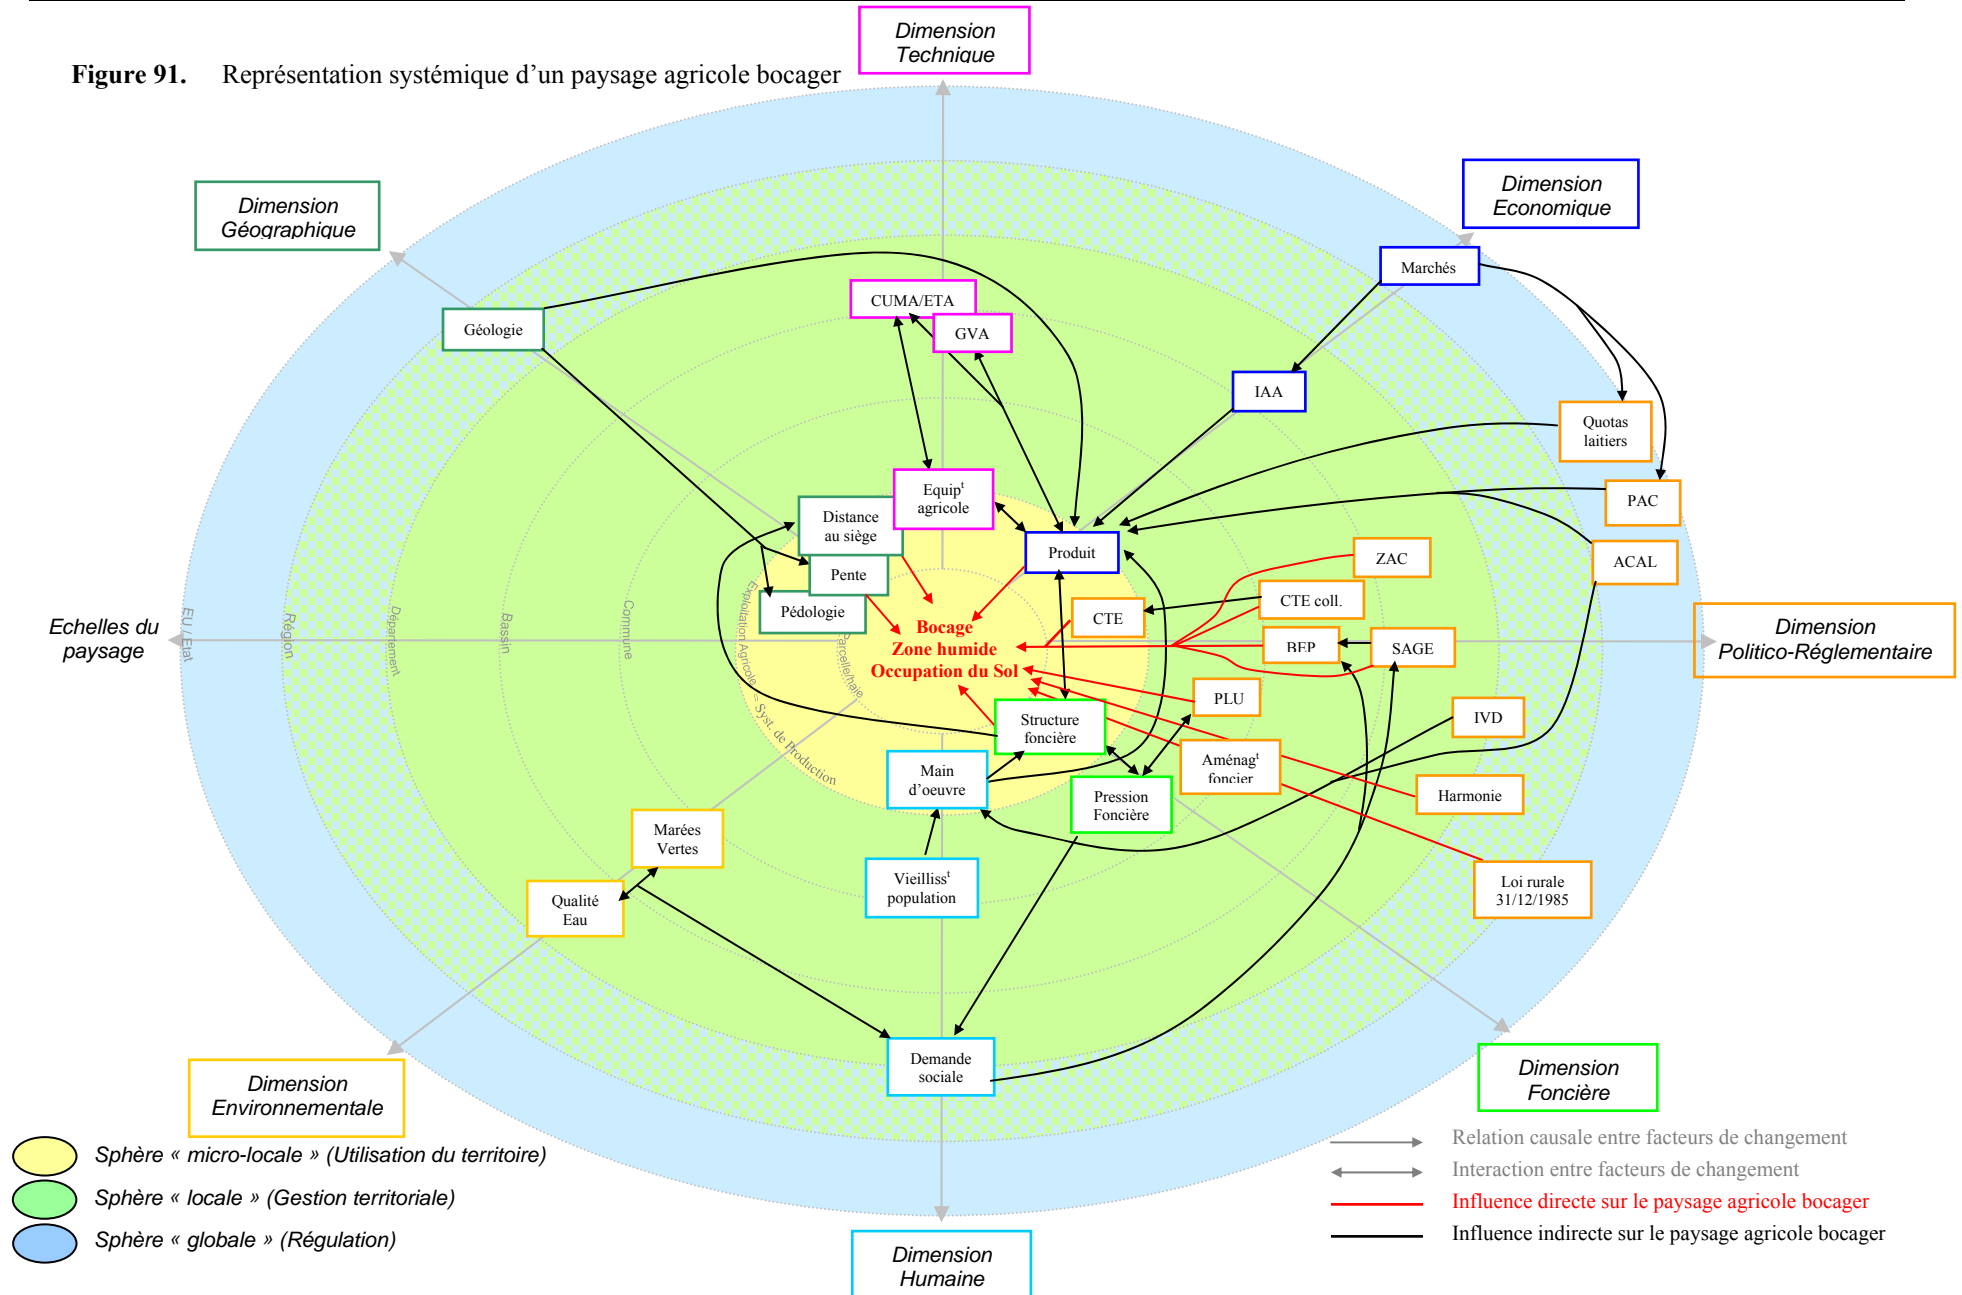 Dimension
Technique
Figure 91. Représentation systémique d'un paysage agricole bocager
Dimension
Economique
Dimension
Géographique
Marchés
CUMA/ETA
Géologie
GVA
IAA
Quotas
laitiers
Equipt
agricole
PAC
Distance
au siège
Produit
ZAC
ACAL
Pente
CTE coll.
Pédologie
CTE
Echelles du
paysage
EU / Etat
Région
Département
Bassin
Commune
Exploitation Agricole = Syst. de Production
Parcelle/haie
Bocage
Zone humide
Occupation du Sol
BEP
SAGE
Dimension
Politico-Réglementaire
PLU
Structure
foncière
IVD
Main
d'oeuvre
Aménagt
foncier
Pression
Foncière
Harmonie
Marées
Vertes
Vieillisst
population
Loi rurale
31/12/1985
Qualité
Eau
Demande
sociale
Dimension
Environnementale
Dimension
Foncière
Sphère « micro-locale » (Utilisation du territoire)
Sphère « locale » (Gestion territoriale)
Sphère « globale » (Régulation)
Relation causale entre facteurs de changement
Interaction entre facteurs de changement
Influence directe sur le paysage agricole bocager
Influence indirecte sur le paysage agricole bocager
Dimension
Humaine